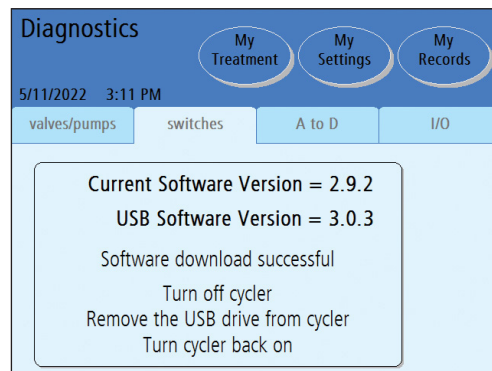 Diagnostics
My
Treatment
My
Settings
My
Records
5/11/2022 3:11 PM
valves/pumps
switches
A to D
I/O
Current Software Version = 2.9.2
USB Software Version = 3.0.3
Software download successful
Turn off cycler
Remove the USB drive from cycler
Turn cycler back on